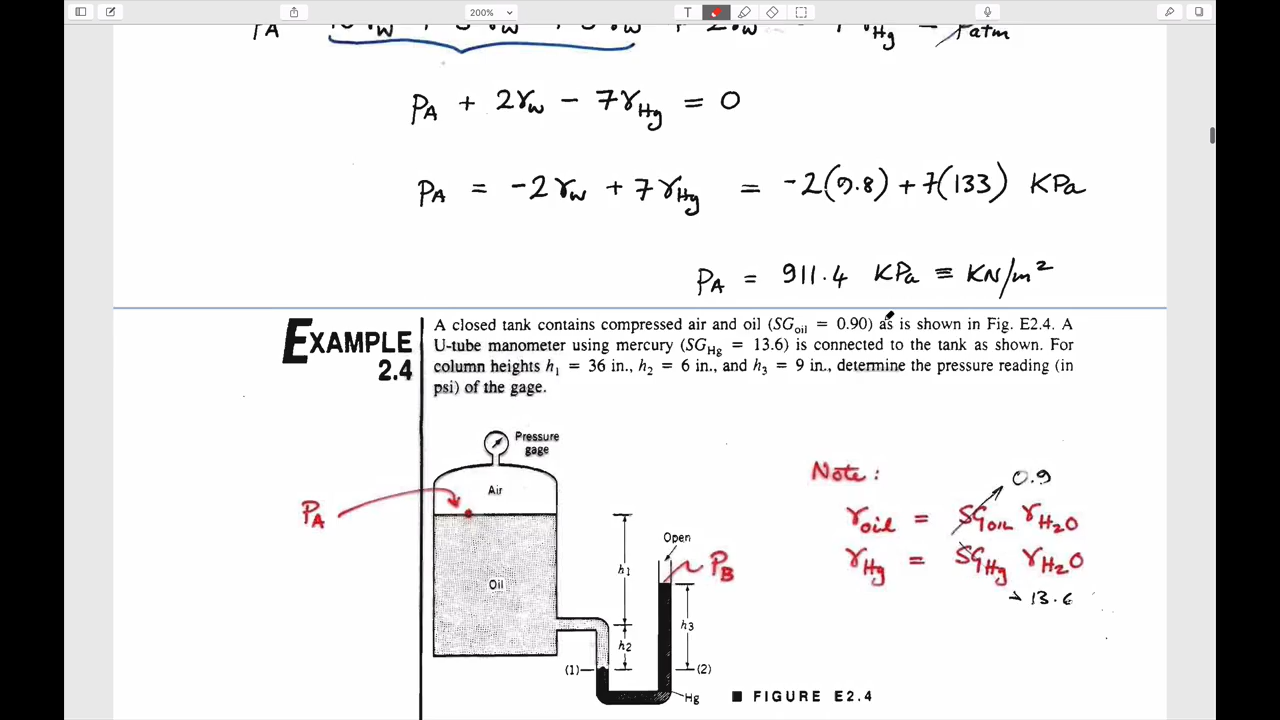 200%
T
PA + 2γw − 7γHg = 0
PA = −2γw + 7γHg = −2(9.8) + 7(133) KPa
PA = 911.4 KPa ≡ KN/m²
EXAMPLE 2.4
A closed tank contains compressed air and oil (SGoil = 0.90) as is shown in Fig. E2.4. A
U-tube manometer using mercury (SGHg = 13.6) is connected to the tank as shown. For
column heights h1 = 36 in., h2 = 6 in., and h3 = 9 in., determine the pressure reading (in
psi) of the gage.
Pressure
gage
Air
PA
Open
PB
h1
Oil
h2
h3
(1)
(2)
Hg
FIGURE E2.4
Note:
0.9
γoil = SGOIL γH2O
γHg = SGHg γH2O
13.6